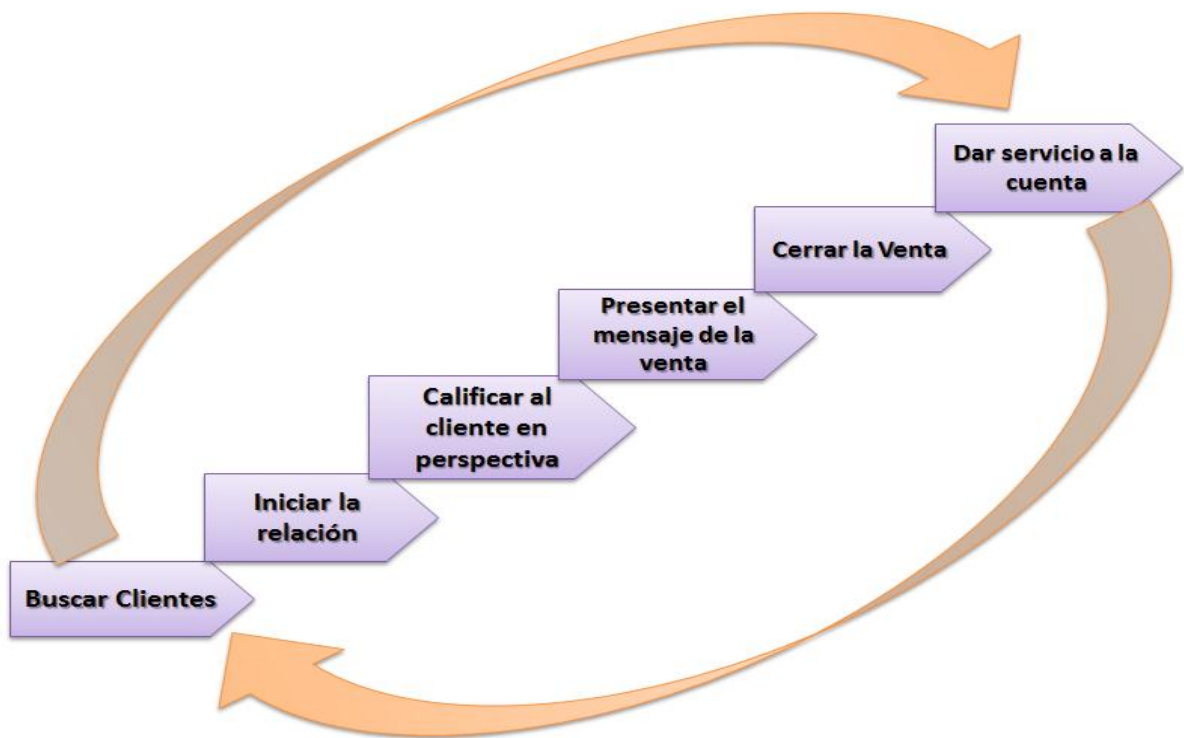 Dar servicio a la
cuenta
Cerrar la Venta
Presentar el
mensaje de la
venta
Calificar al
cliente en
perspectiva
Iniciar la
relación
Buscar Clientes